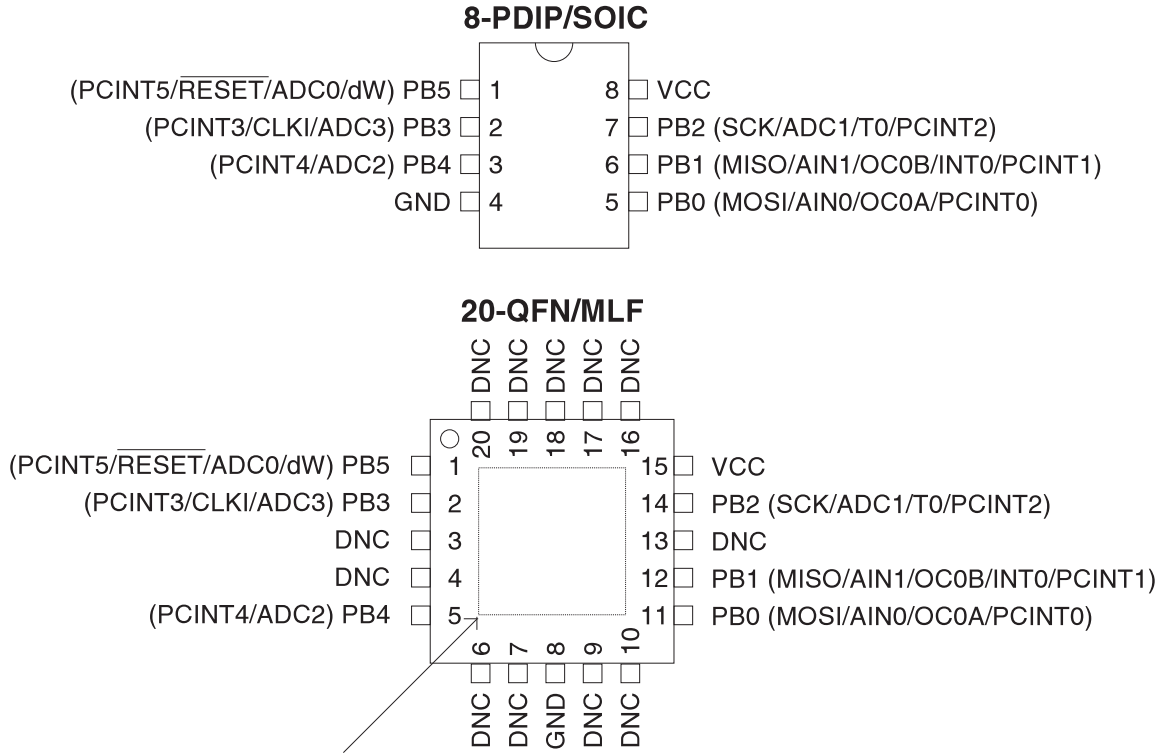 8-PDIP/SOIC
(PCINT5/RESET/ADC0/dW) PB5 1 8 VCC
(PCINT3/CLKI/ADC3) PB3 2 7 PB2 (SCK/ADC1/T0/PCINT2)
(PCINT4/ADC2) PB4 3 6 PB1 (MISO/AIN1/OC0B/INT0/PCINT1)
GND 4 5 PB0 (MOSI/AIN0/OC0A/PCINT0)
20-QFN/MLF
DNC DNC DNC DNC DNC
20 19 18 17 16
(PCINT5/RESET/ADC0/dW) PB5 1 15 VCC
(PCINT3/CLKI/ADC3) PB3 2 14 PB2 (SCK/ADC1/T0/PCINT2)
DNC 3 13 DNC
DNC 4 12 PB1 (MISO/AIN1/OC0B/INT0/PCINT1)
(PCINT4/ADC2) PB4 5 11 PB0 (MOSI/AIN0/OC0A/PCINT0)
6 7 8 9 10
DNC DNC GND DNC DNC